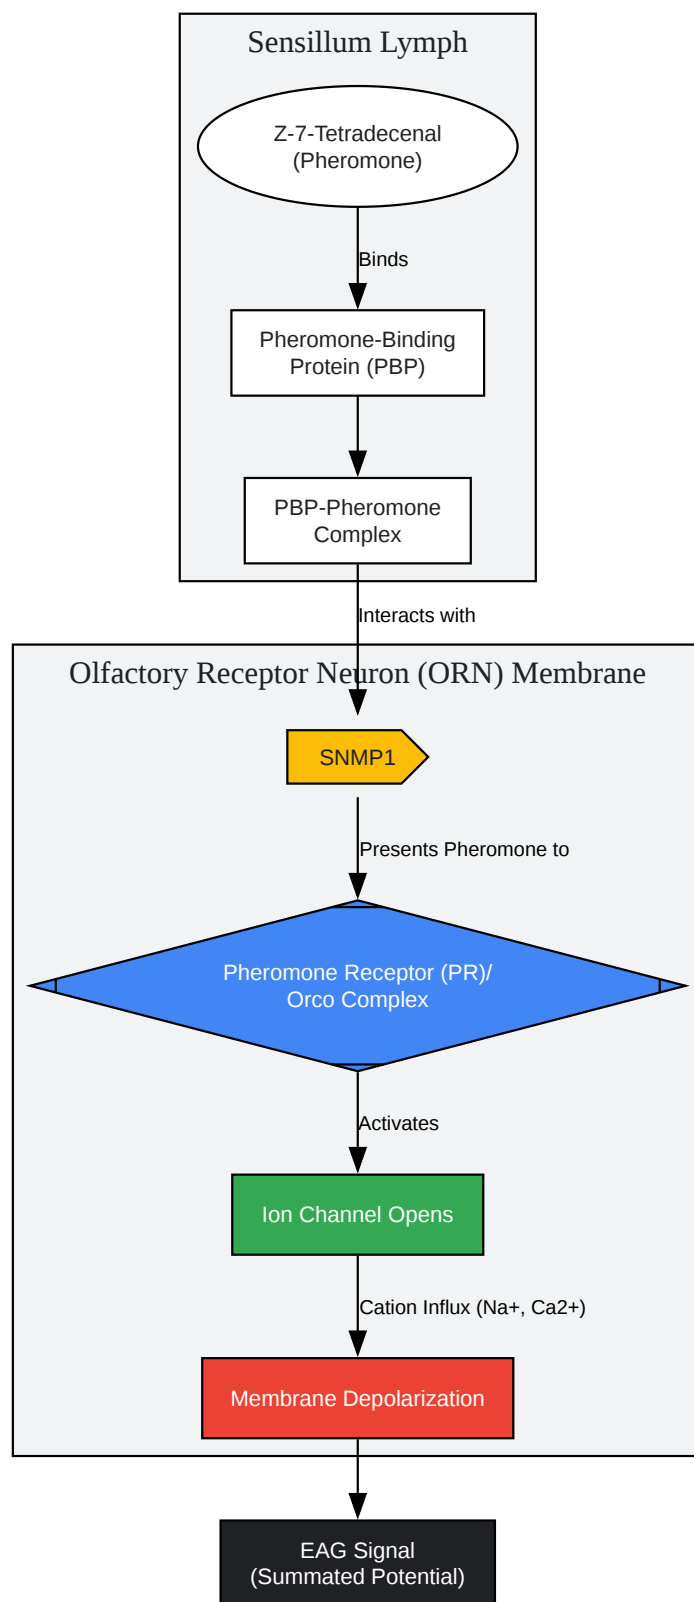 Sensillum Lymph
Z-7-Tetradecenal
(Pheromone)
Binds
Pheromone-Binding
Protein (PBP)
PBP-Pheromone
Complex
Interacts with
Olfactory Receptor Neuron (ORN) Membrane
SNMP1
Presents Pheromone to
Pheromone Receptor (PR)/
Orco Complex
Activates
Ion Channel Opens
Cation Influx (Na+, Ca2+)
Membrane Depolarization
EAG Signal
(Summated Potential)